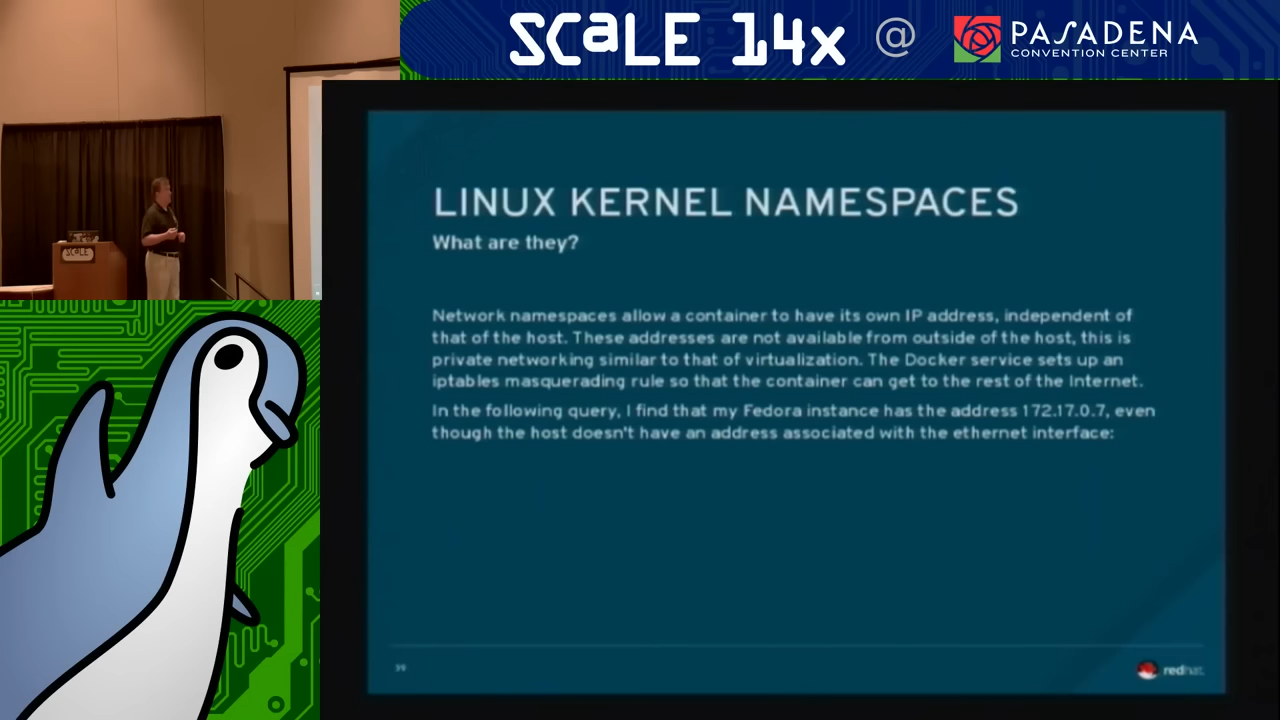 SCaLE 14x @ PASADENA
CONVENTION CENTER
SCALE
LINUX KERNEL NAMESPACES
What are they?
Network namespaces allow a container to have its own IP address, independent of
that of the host. These addresses are not available from outside of the host, this is
private networking similar to that of virtualization. The Docker service sets up an
iptables masquerading rule so that the container can get to the rest of the Internet.
In the following query, I find that my Fedora instance has the address 172.17.0.7, even
though the host doesn't have an address associated with the ethernet interface:
39
redhat.